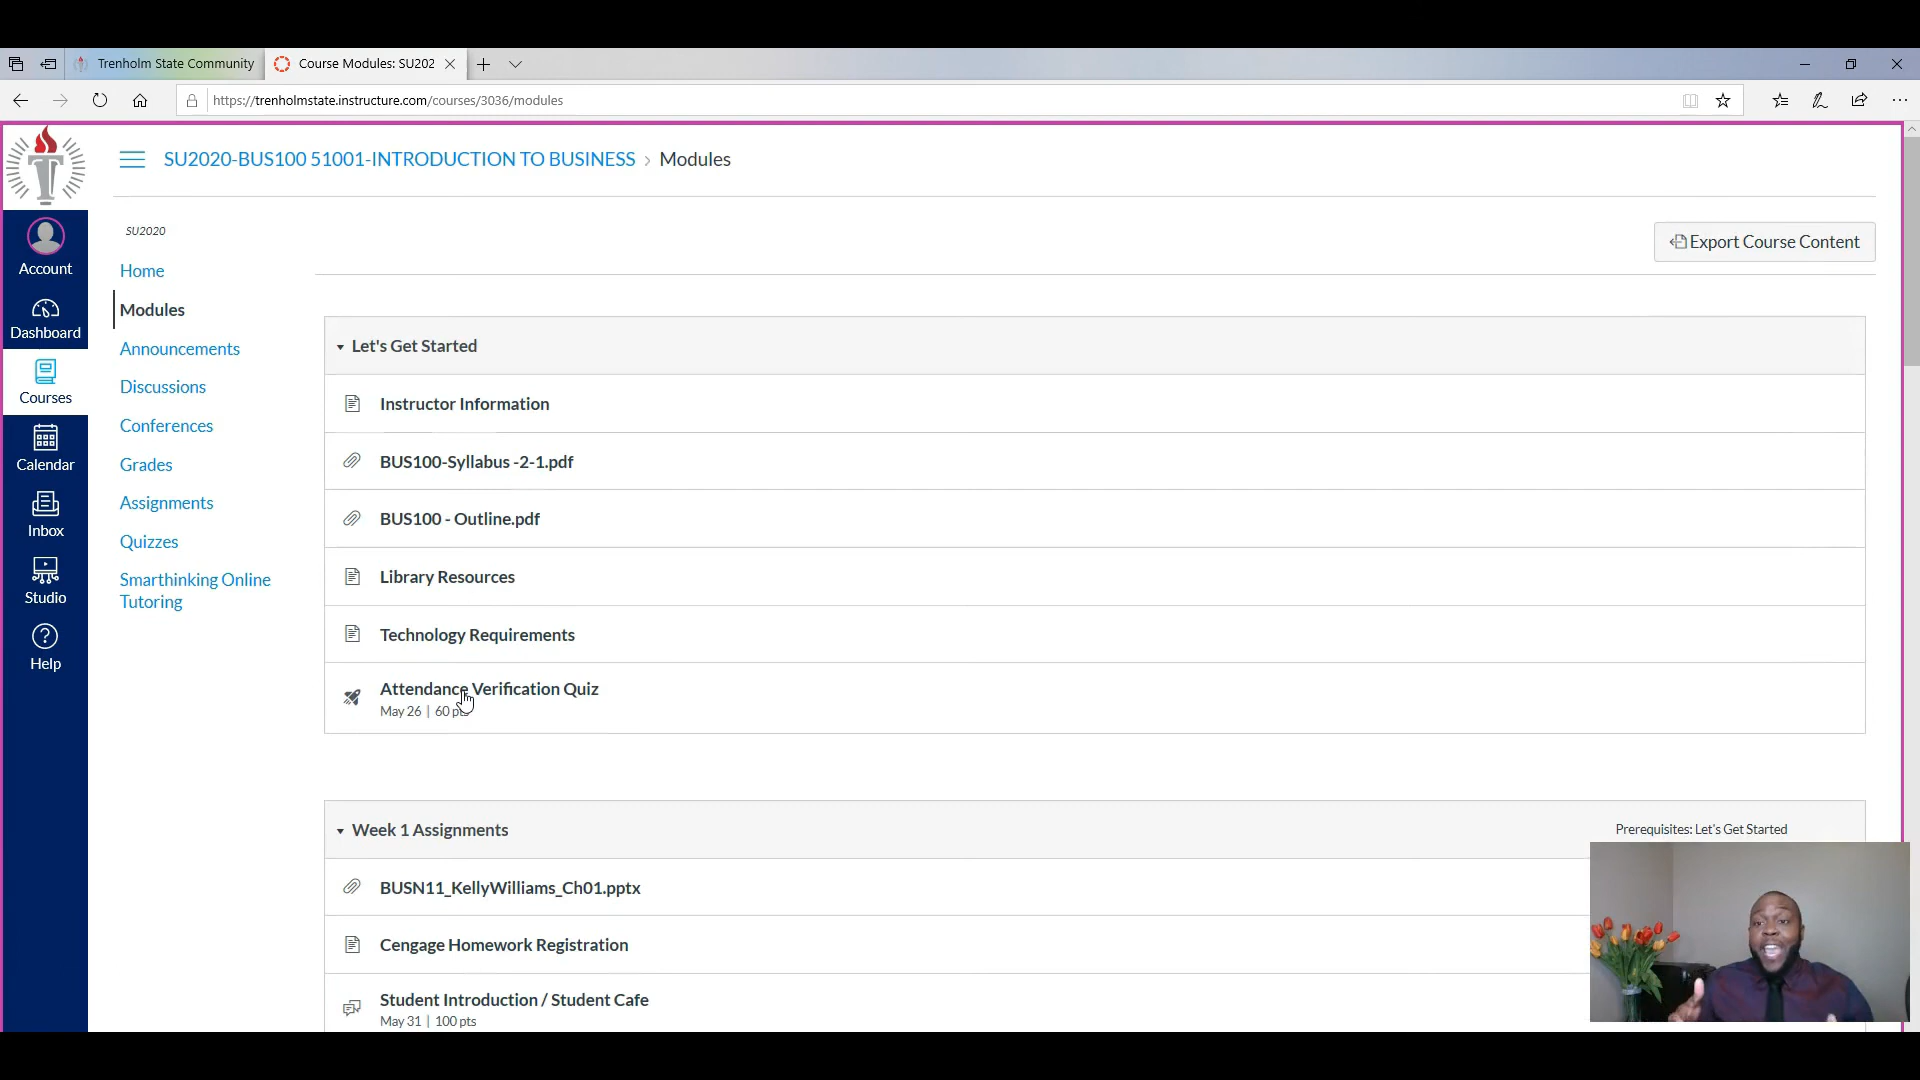 Trenholm State Community
Course Modules: SU202
https://trenholmstate.instructure.com/courses/3036/modules
SU2020-BUS100 51001-INTRODUCTION TO BUSINESS › Modules
Account
Dashboard
Courses
Calendar
Inbox
Studio
Help
SU2020
Home
Modules
Announcements
Discussions
Conferences
Grades
Assignments
Quizzes
Smarthinking Online
Tutoring
Export Course Content
Let's Get Started
Instructor Information
BUS100-Syllabus -2-1.pdf
BUS100 - Outline.pdf
Library Resources
Technology Requirements
Attendance Verification Quiz
May 26 | 60 pts
Week 1 Assignments
Prerequisites: Let's Get Started
BUSN11_KellyWilliams_Ch01.pptx
Cengage Homework Registration
Student Introduction / Student Cafe
May 31 | 100 pts